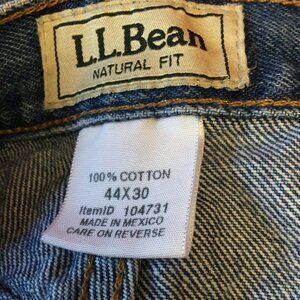 L.L.Bean
NATURAL FIT
100% COTTON
44X30
ItemID 104731
MADE IN MEXICO
CARE ON REVERSE